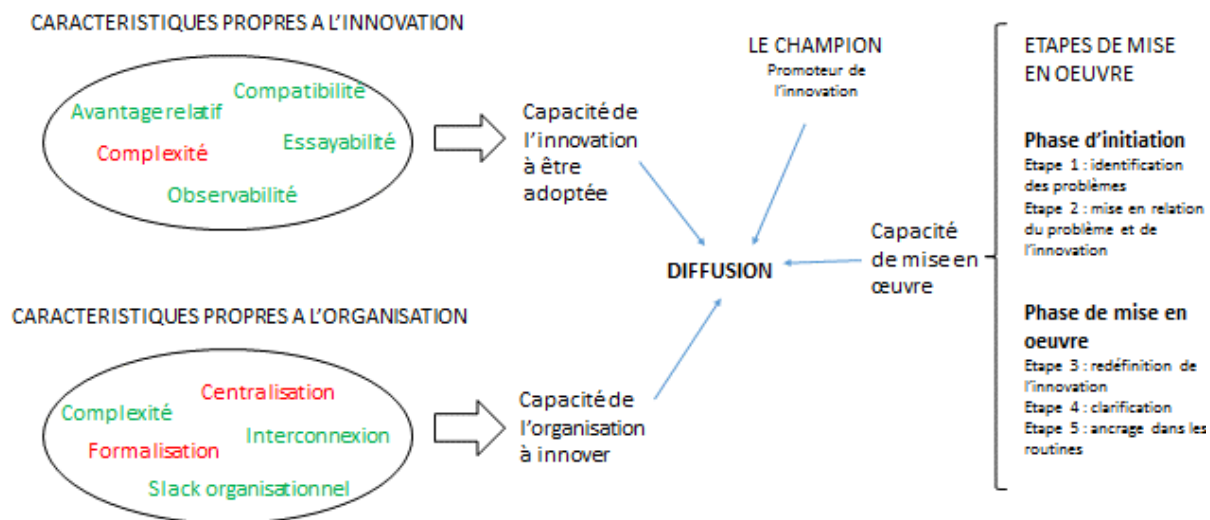 CARACTERISTIQUES PROPRES A L'INNOVATION
Compatibilité
Avantage relatif
Essayabilité
Complexité
Observabilité
Capacité de
l'innovation
à être
adoptée
LE CHAMPION
Promoteur de
l'innovation
DIFFUSION
Capacité
de mise en
œuvre
ETAPES DE MISE
EN OEUVRE
Phase d'initiation
Etape 1 : identification
des problèmes
Etape 2 : mise en relation
du problème et de
l'innovation
Phase de mise en
oeuvre
Etape 3 : redéfinition de
l'innovation
Etape 4 : clarification
Etape 5 : ancrage dans les
routines
CARACTERISTIQUES PROPRES A L'ORGANISATION
Centralisation
Complexité
Interconnexion
Formalisation
Slack organisationnel
Capacité de
l'organisation
à innover